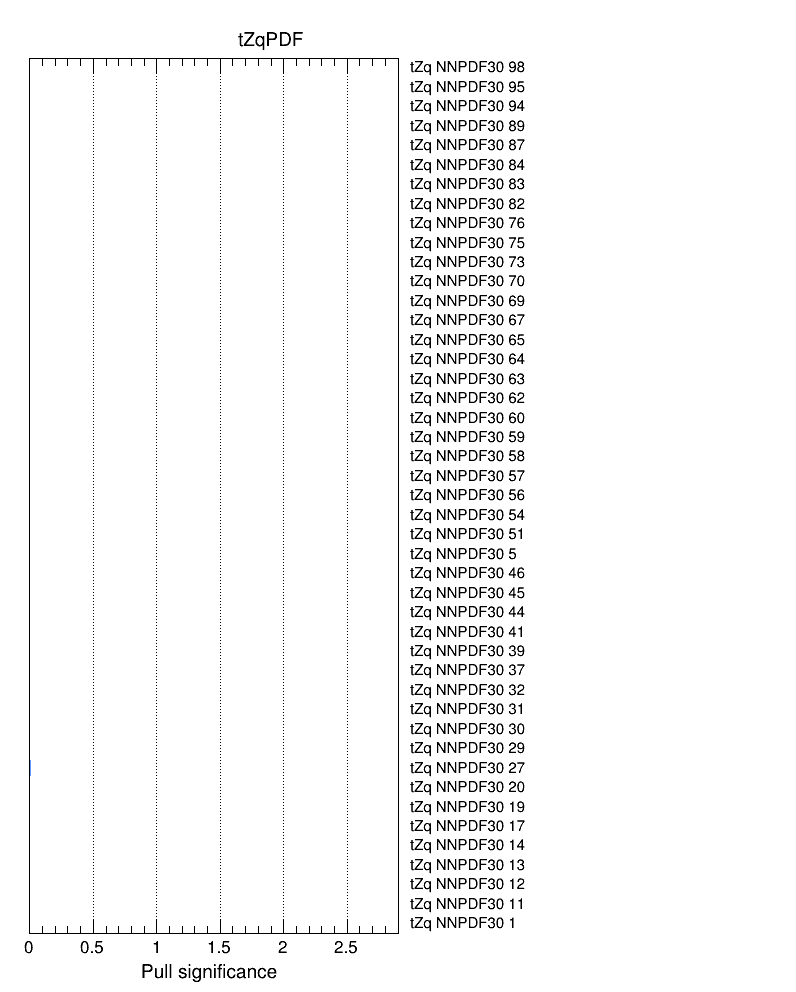 tZqPDF
tZq NNPDF30 98
tZq NNPDF30 95
tZq NNPDF30 94
tZq NNPDF30 89
tZq NNPDF30 87
tZq NNPDF30 84
tZq NNPDF30 83
tZq NNPDF30 82
tZq NNPDF30 76
tZq NNPDF30 75
tZq NNPDF30 73
tZq NNPDF30 70
tZq NNPDF30 69
tZq NNPDF30 67
tZq NNPDF30 65
tZq NNPDF30 64
tZq NNPDF30 63
tZq NNPDF30 62
tZq NNPDF30 60
tZq NNPDF30 59
tZq NNPDF30 58
tZq NNPDF30 57
tZq NNPDF30 56
tZq NNPDF30 54
tZq NNPDF30 51
tZq NNPDF30 5
tZq NNPDF30 46
tZq NNPDF30 45
tZq NNPDF30 44
tZq NNPDF30 41
tZq NNPDF30 39
tZq NNPDF30 37
tZq NNPDF30 32
tZq NNPDF30 31
tZq NNPDF30 30
tZq NNPDF30 29
tZq NNPDF30 27
tZq NNPDF30 20
tZq NNPDF30 19
tZq NNPDF30 17
tZq NNPDF30 14
tZq NNPDF30 13
tZq NNPDF30 12
tZq NNPDF30 11
tZq NNPDF30 1
0 0.5 1 1.5 2 2.5
Pull significance